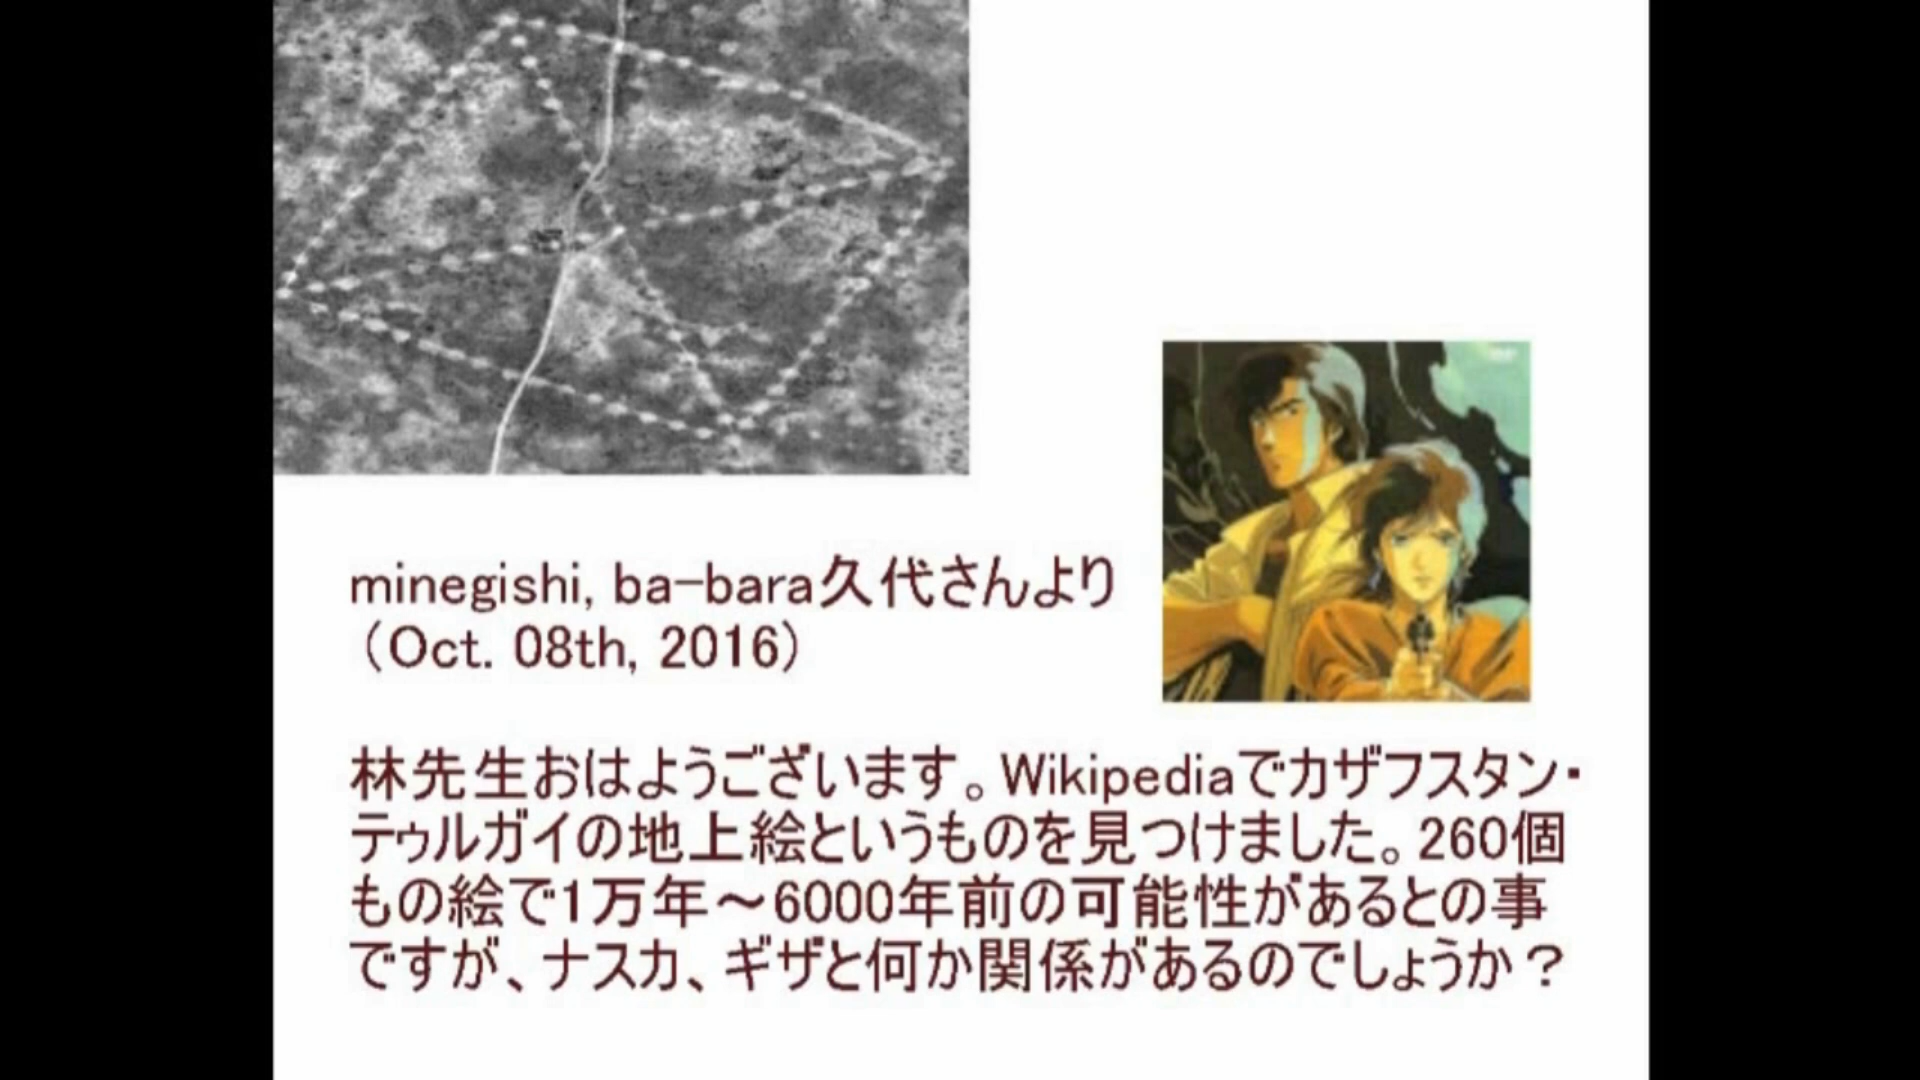 minegishi, ba-bara久代さんより
（Oct. 08th, 2016）
林先生おはようございます。Wikipediaでカザフスタン・
テゥルガイの地上絵というものを見つけました。260個
もの絵で1万年～6000年前の可能性があるとの事
ですが、ナスカ、ギザと何か関係があるのでしょうか？